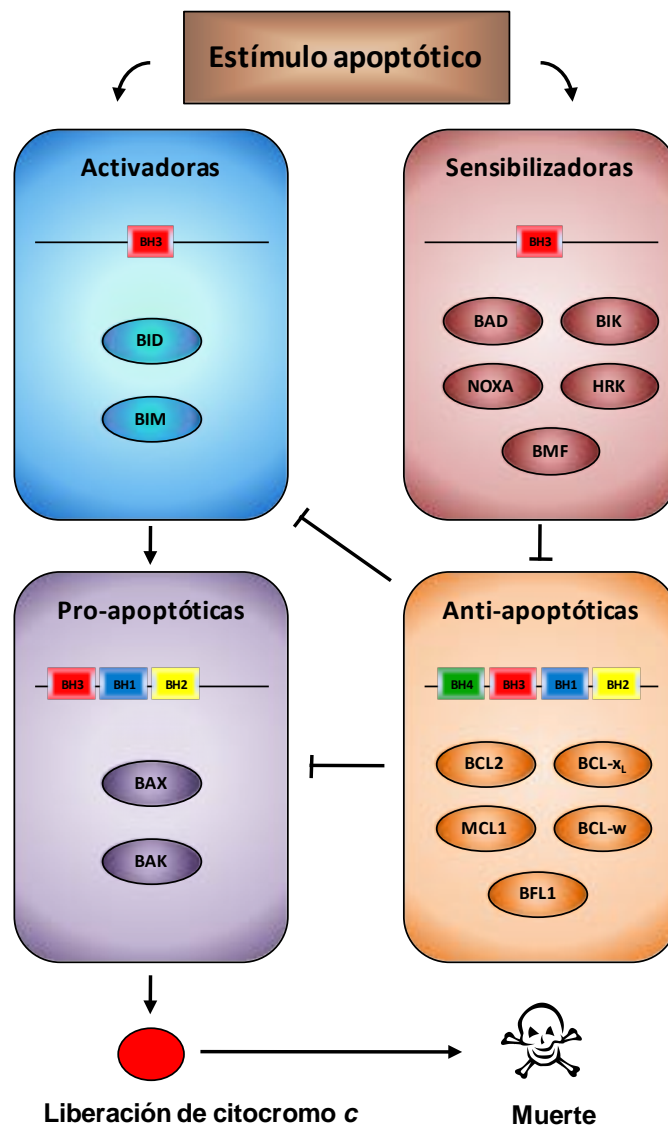 Estímulo apoptótico
Activadoras
BH3
BID
BIM
Sensibilizadoras
BH3
BAD BIK
NOXA HRK
BMF
Pro-apoptóticas
BH3 BH1 BH2
BAX
BAK
Anti-apoptóticas
BH4 BH3 BH1 BH2
BCL2 BCL-xL
MCL1 BCL-w
BFL1
Liberación de citocromo c
Muerte